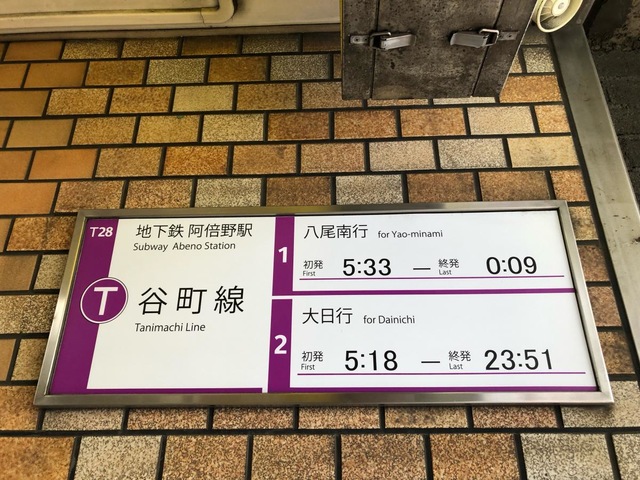 T28
地下鉄 阿倍野駅
Subway Abeno Station
T
谷町線
Tanimachi Line
1
八尾南行 for Yao-minami
初発 First 5:33 — 終発 Last 0:09
2
大日行 for Dainichi
初発 First 5:18 — 終発 Last 23:51